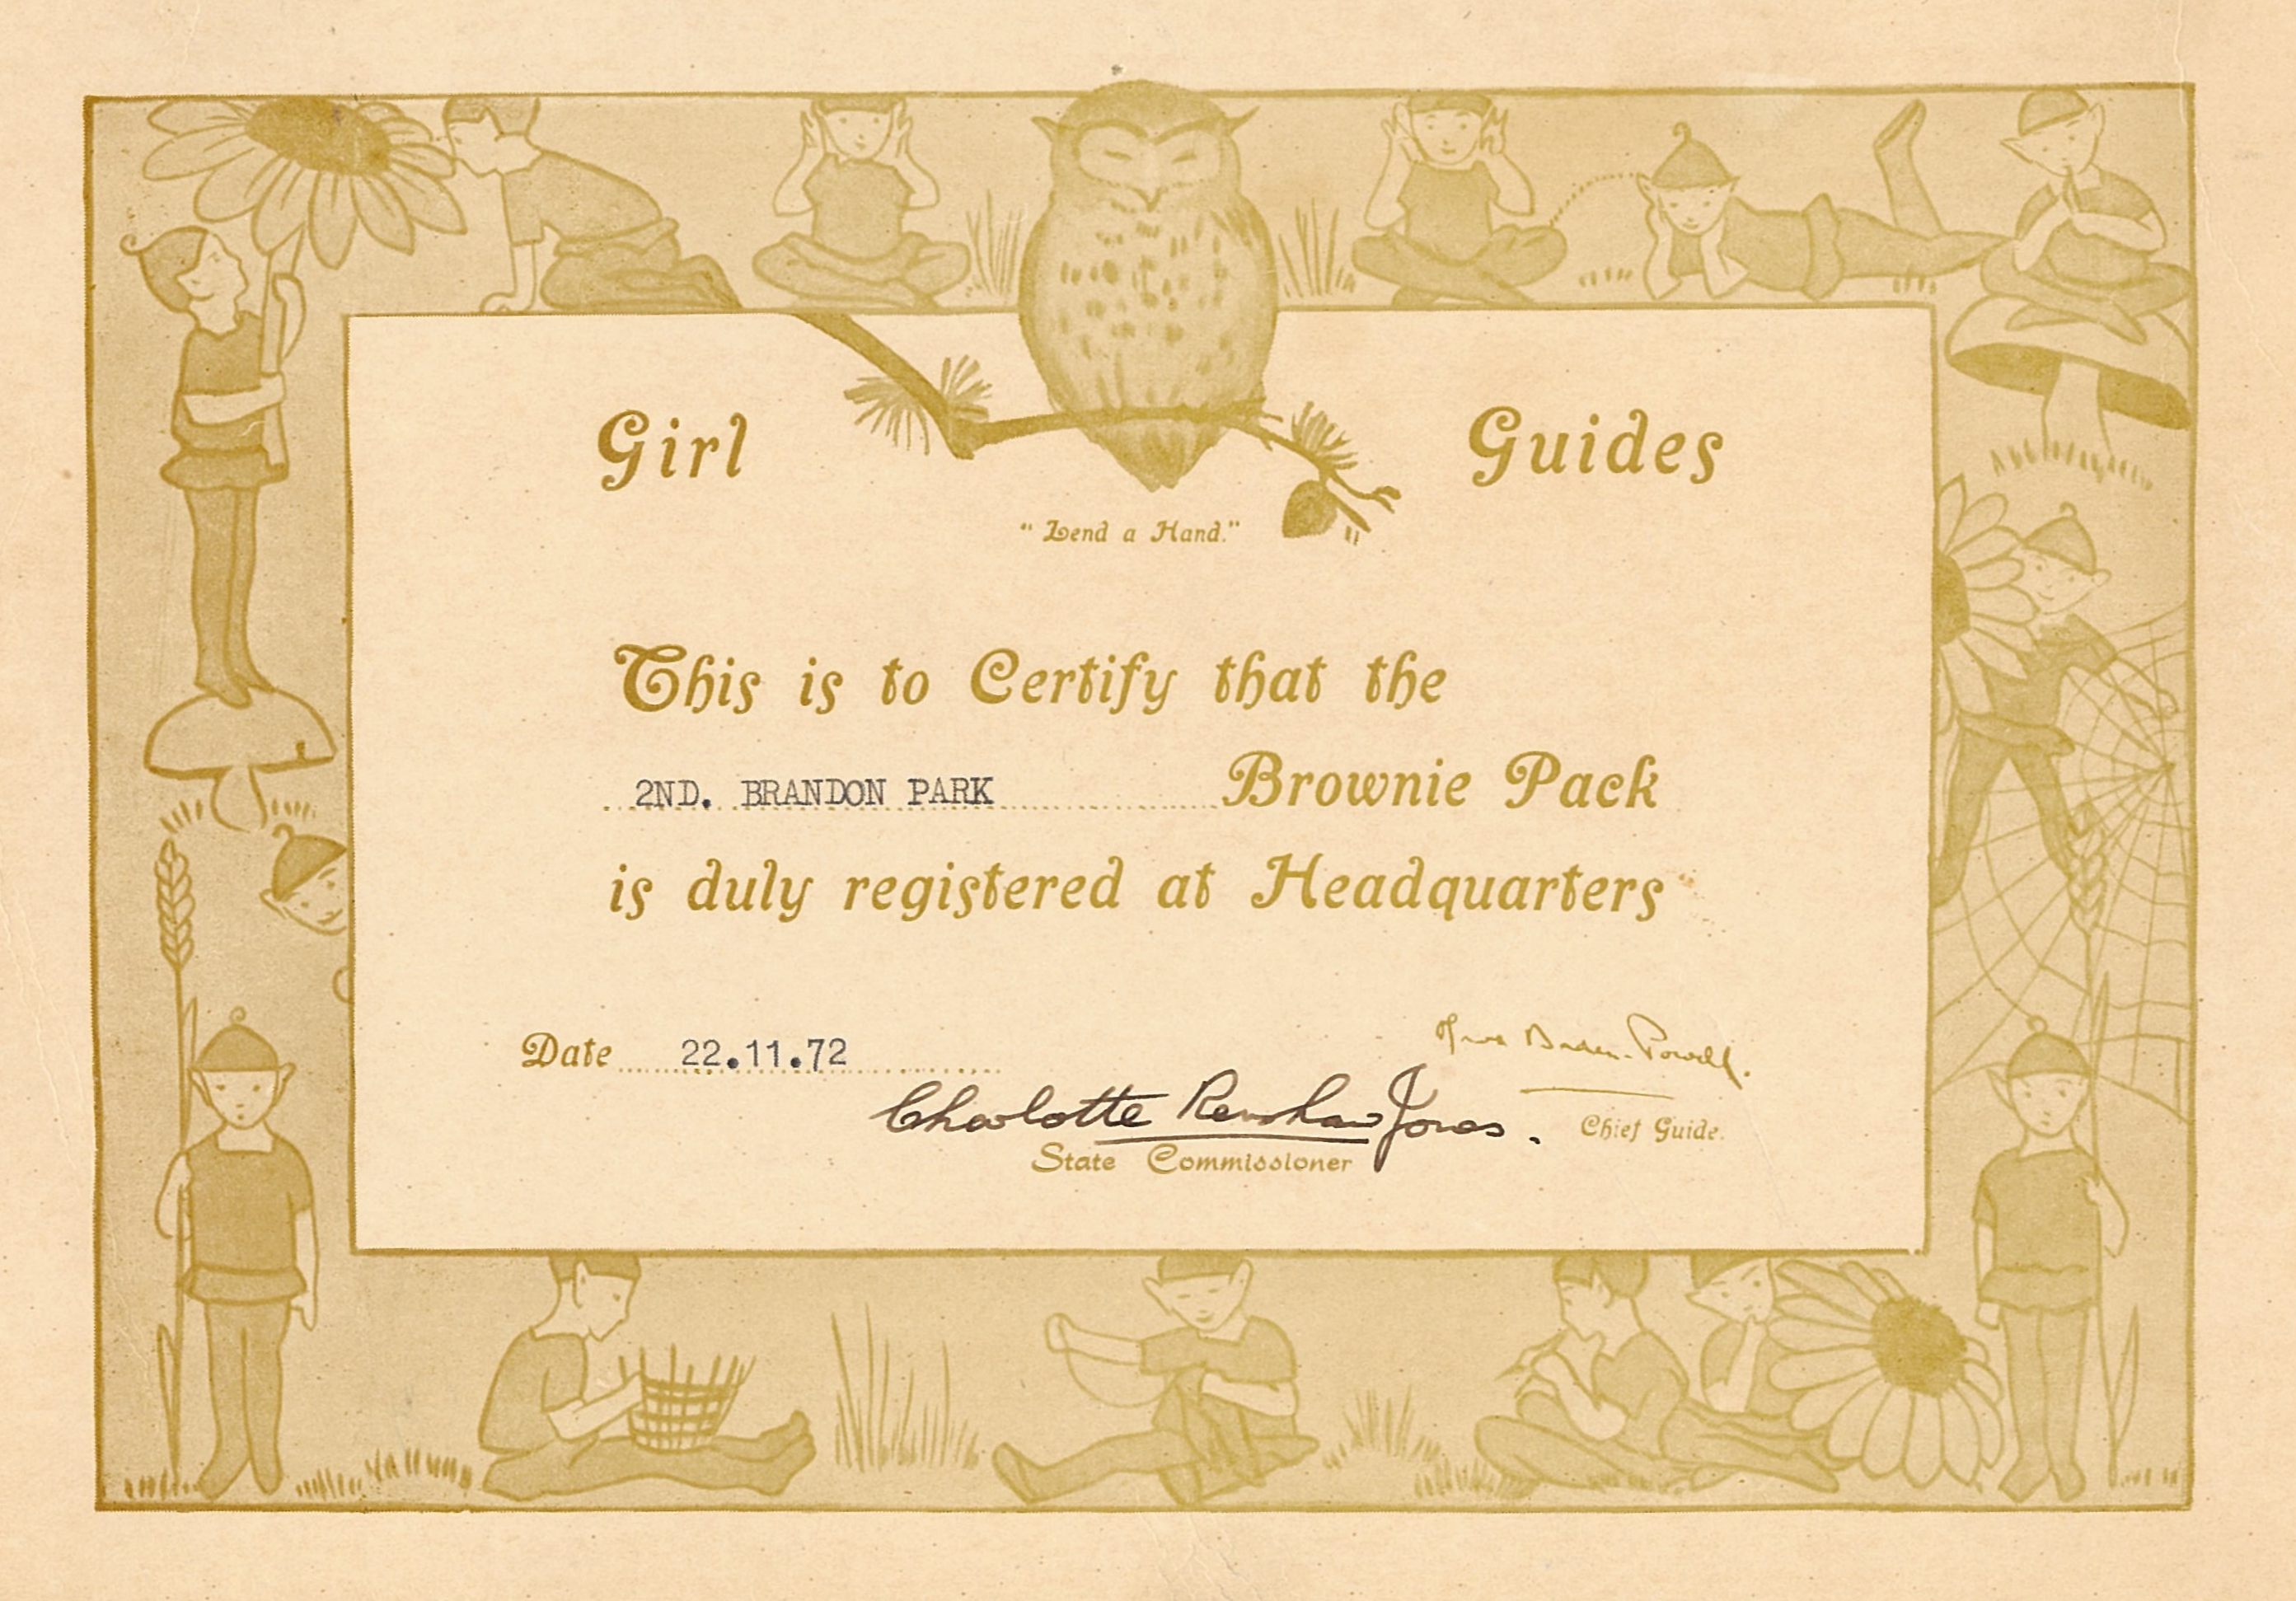 Girl Guides
"Lend a Hand."
This is to Certify that the
2ND. BRANDON PARK Brownie Pack
is duly registered at Headquarters
Date 22.11.72
Olave Baden-Powell.
Charlotte Renshaw Jones.
Chief Guide.
State Commissioner